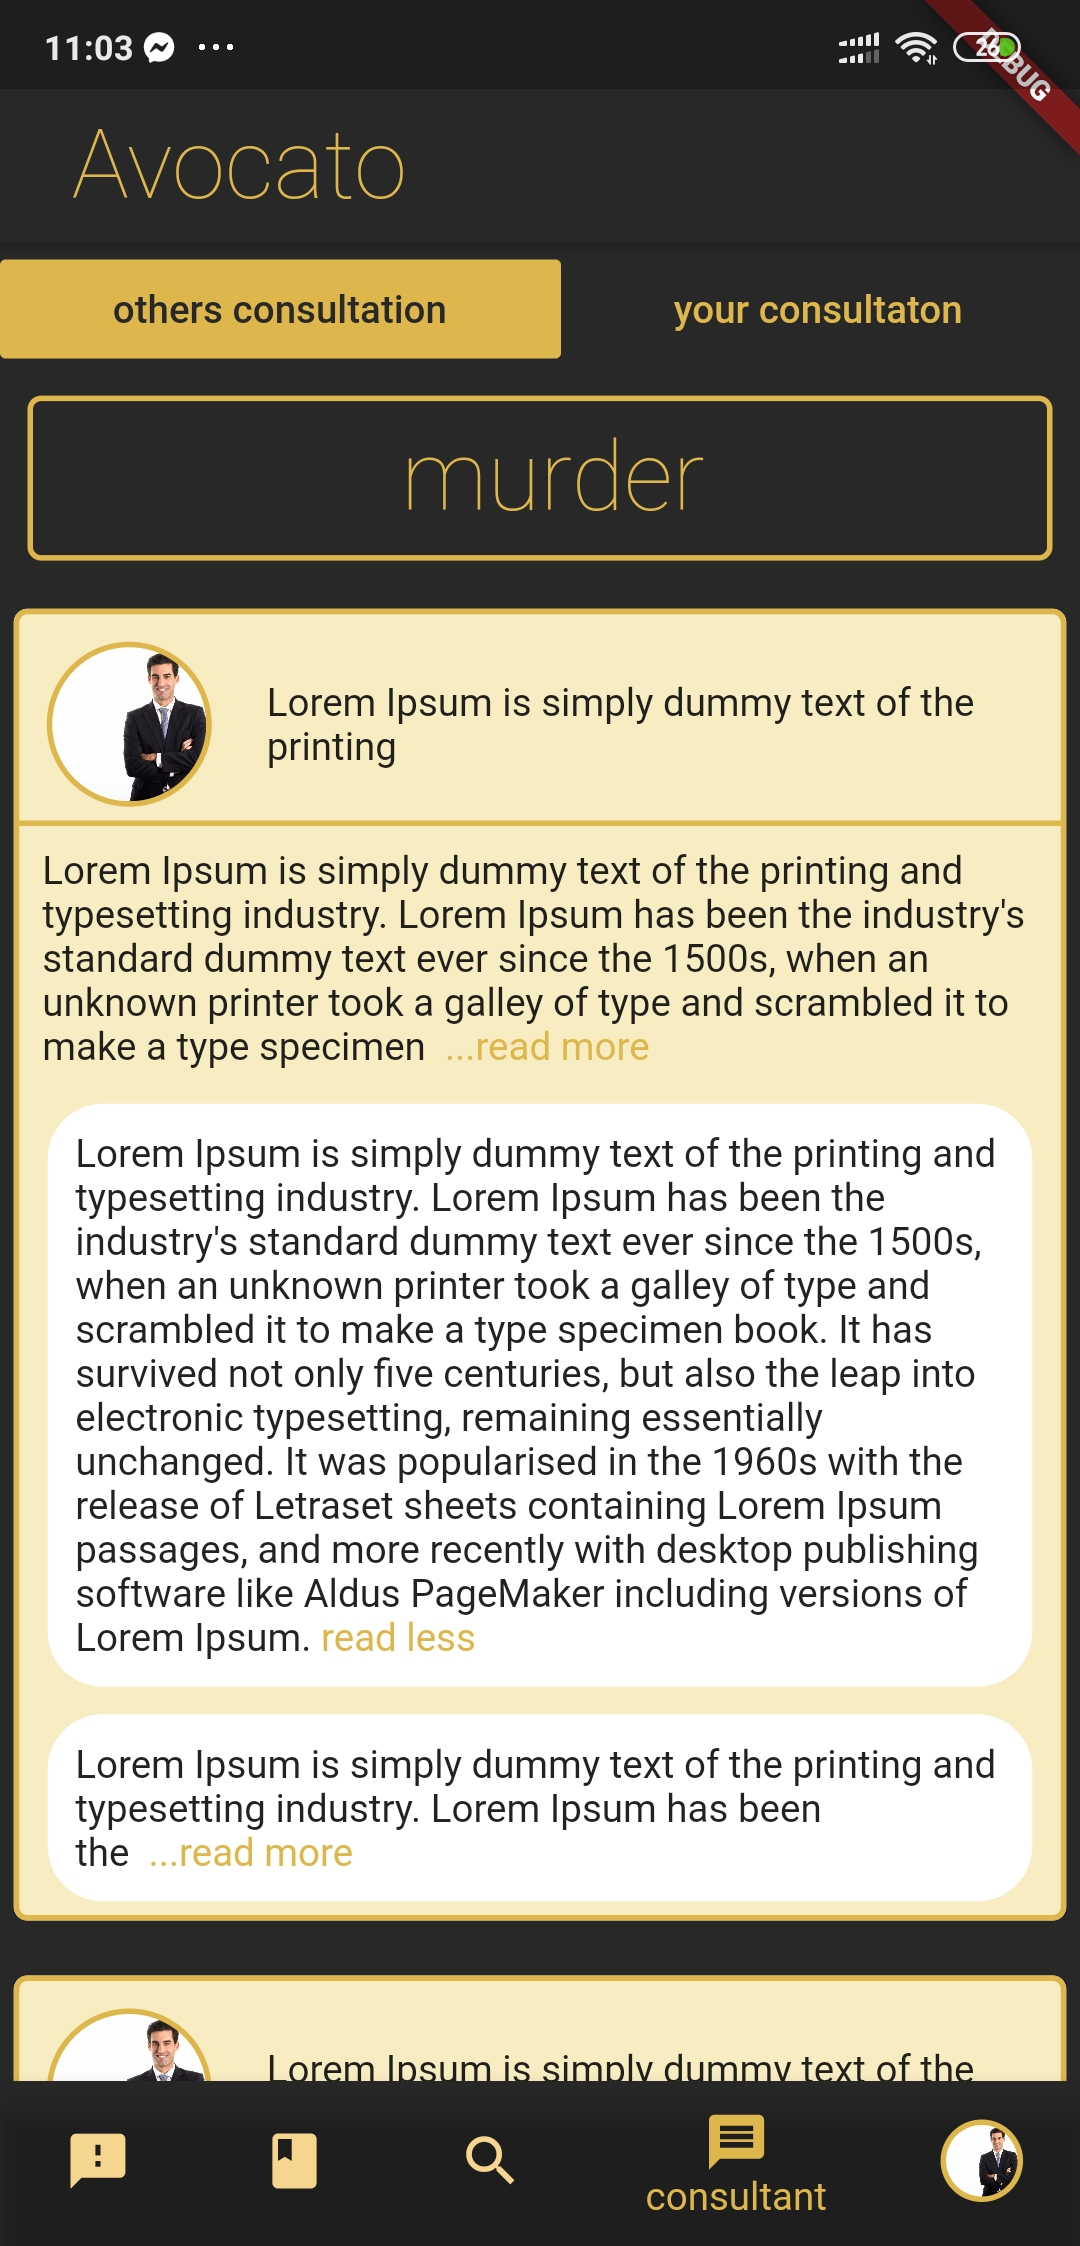 11:03
26
DEBUG
Avocato
others consultation
your consultaton
murder
Lorem Ipsum is simply dummy text of the
printing
Lorem Ipsum is simply dummy text of the printing and
typesetting industry. Lorem Ipsum has been the industry's
standard dummy text ever since the 1500s, when an
unknown printer took a galley of type and scrambled it to
make a type specimen  ...read more
Lorem Ipsum is simply dummy text of the printing and
typesetting industry. Lorem Ipsum has been the
industry's standard dummy text ever since the 1500s,
when an unknown printer took a galley of type and
scrambled it to make a type specimen book. It has
survived not only five centuries, but also the leap into
electronic typesetting, remaining essentially
unchanged. It was popularised in the 1960s with the
release of Letraset sheets containing Lorem Ipsum
passages, and more recently with desktop publishing
software like Aldus PageMaker including versions of
Lorem Ipsum. read less
Lorem Ipsum is simply dummy text of the printing and
typesetting industry. Lorem Ipsum has been
the  ...read more
Lorem Ipsum is simply dummy text of the
consultant